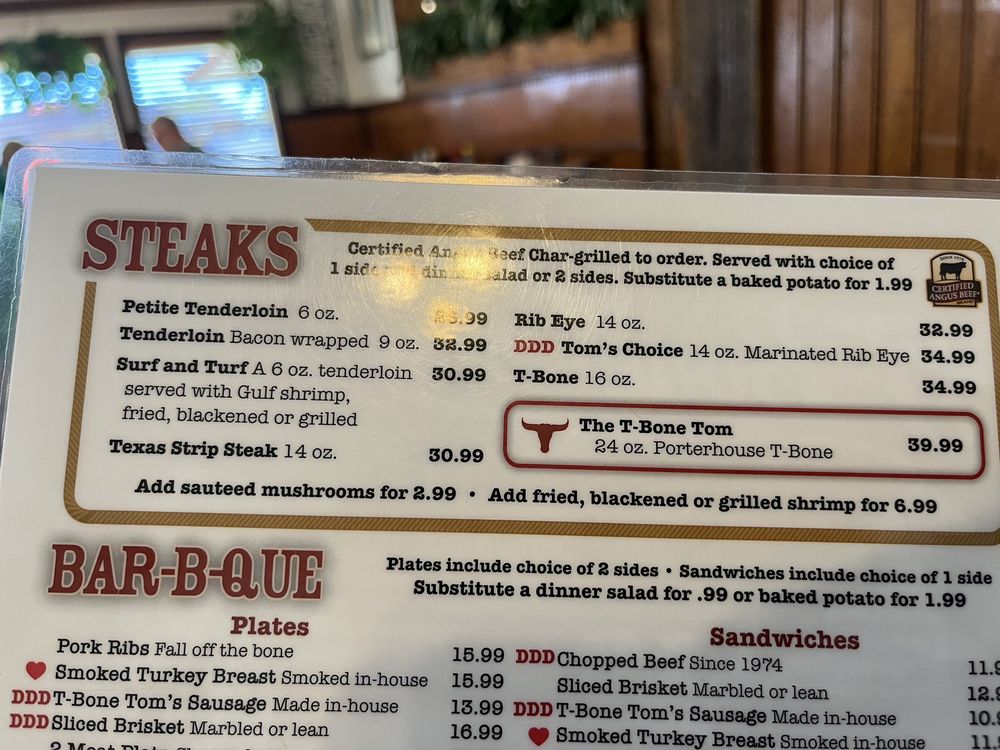 STEAKS
Certified Angus Beef Char-grilled to order. Served with choice of
1 side and dinner salad or 2 sides. Substitute a baked potato for 1.99
SINCE 1978
CERTIFIED
ANGUS BEEF
Petite Tenderloin 6 oz.
Tenderloin Bacon wrapped 9 oz. 32.99
Surf and Turf A 6 oz. tenderloin 30.99
served with Gulf shrimp,
fried, blackened or grilled
Texas Strip Steak 14 oz. 30.99
Rib Eye 14 oz. 32.99
DDD Tom's Choice 14 oz. Marinated Rib Eye 34.99
T-Bone 16 oz. 34.99
The T-Bone Tom
24 oz. Porterhouse T-Bone 39.99
Add sauteed mushrooms for 2.99 • Add fried, blackened or grilled shrimp for 6.99
BAR-B-QUE
Plates include choice of 2 sides • Sandwiches include choice of 1 side
Substitute a dinner salad for .99 or baked potato for 1.99
Plates
Pork Ribs Fall off the bone 15.99
Smoked Turkey Breast Smoked in-house 15.99
DDD T-Bone Tom's Sausage Made in-house 13.99
DDD Sliced Brisket Marbled or lean 16.99
2 Meat Plate
Sandwiches
DDD Chopped Beef Since 1974
Sliced Brisket Marbled or lean
DDD T-Bone Tom's Sausage Made in-house
Smoked Turkey Breast Smoked in-house